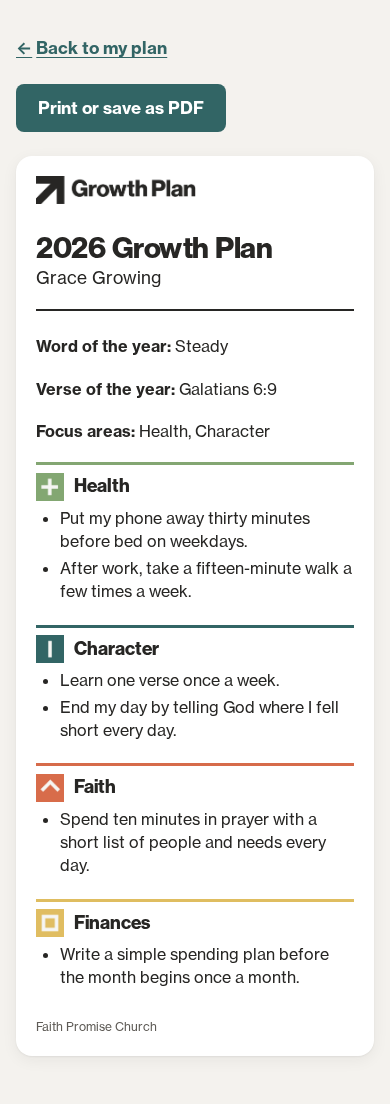 ← Back to my plan
Print or save as PDF
Growth Plan
2026 Growth Plan
Grace Growing
Word of the year: Steady
Verse of the year: Galatians 6:9
Focus areas: Health, Character
Health
• Put my phone away thirty minutes
before bed on weekdays.
• After work, take a fifteen-minute walk a
few times a week.
Character
• Learn one verse once a week.
• End my day by telling God where I fell
short every day.
Faith
• Spend ten minutes in prayer with a
short list of people and needs every
day.
Finances
• Write a simple spending plan before
the month begins once a month.
Faith Promise Church